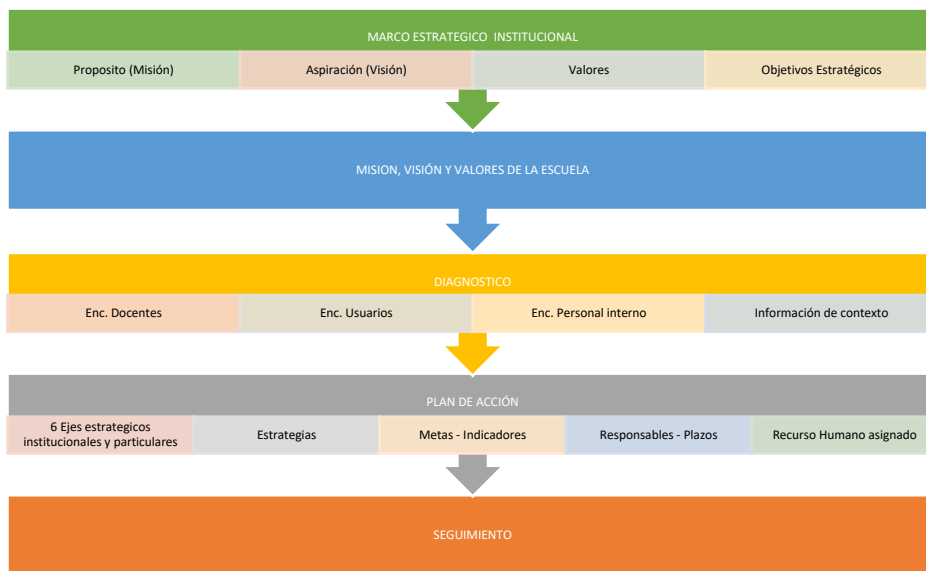 MARCO ESTRATEGICO  INSTITUCIONAL
Proposito (Misión)
Aspiración (Visión)
Valores
Objetivos Estratégicos
MISION, VISIÓN Y VALORES DE LA ESCUELA
DIAGNOSTICO
Enc. Docentes
Enc. Usuarios
Enc. Personal interno
Información de contexto
PLAN DE ACCIÓN
6 Ejes estrategicos
institucionales y particulares
Estrategias
Metas - Indicadores
Responsables - Plazos
Recurso Humano asignado
SEGUIMIENTO